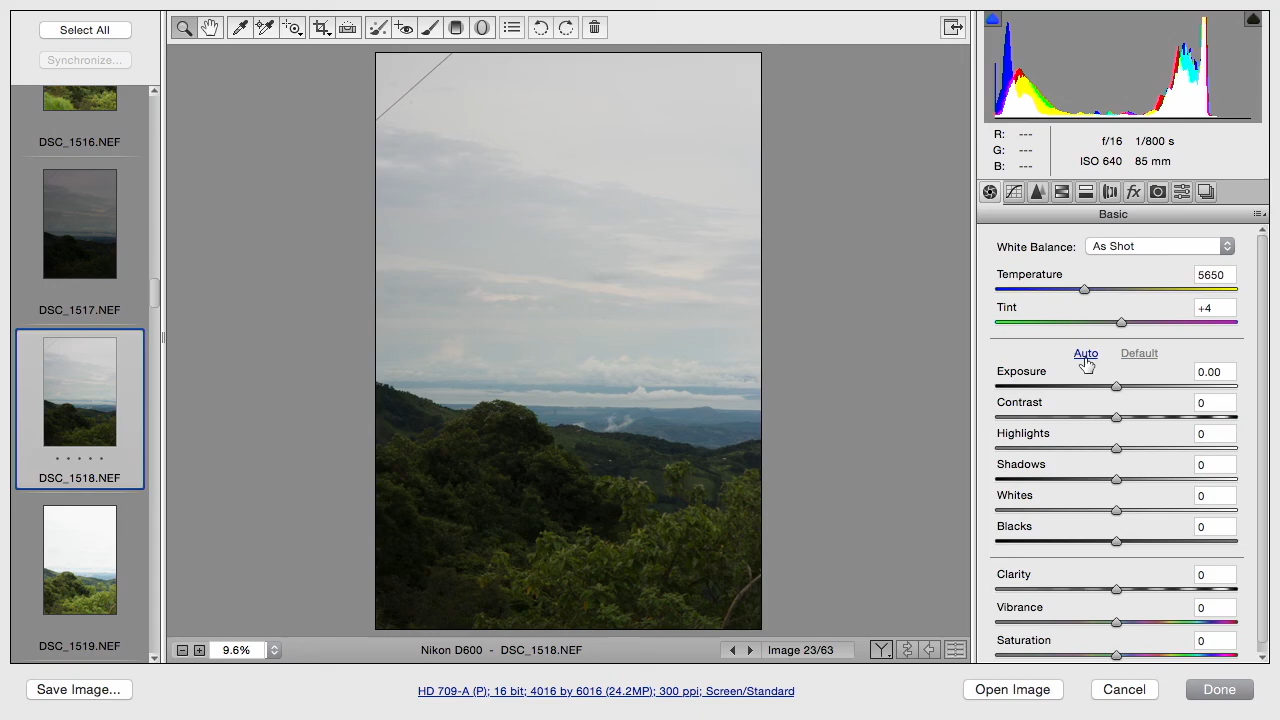 Select All
Synchronize...
DSC_1516.NEF
DSC_1517.NEF
DSC_1518.NEF
DSC_1519.NEF
R: ---
G: ---
B: ---
f/16 1/800 s
ISO 640 85 mm
fx
Basic
White Balance: As Shot
Temperature 5650
Tint +4
Auto Default
Exposure 0.00
Contrast 0
Highlights 0
Shadows 0
Whites 0
Blacks 0
Clarity 0
Vibrance 0
Saturation 0
9.6%
Nikon D600 - DSC_1518.NEF
Image 23/63
Y
Save Image...
HD 709-A (P); 16 bit; 4016 by 6016 (24.2MP); 300 ppi; Screen/Standard
Open Image
Cancel
Done